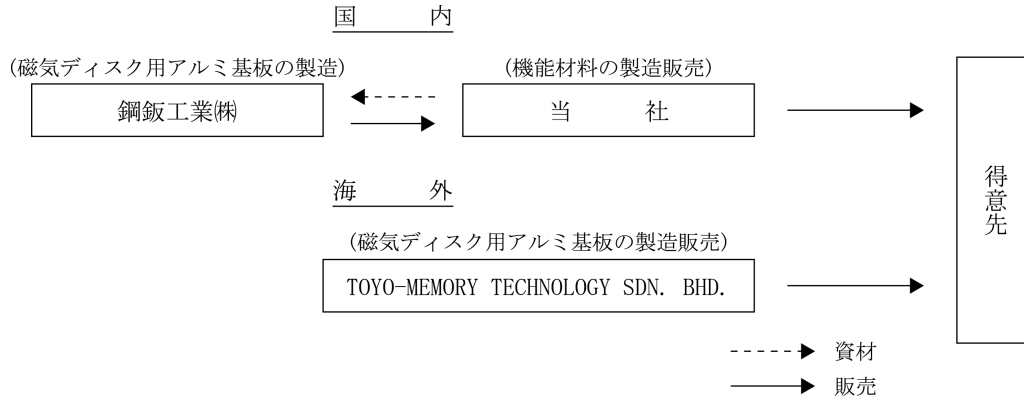 国　　　内
(磁気ディスク用アルミ基板の製造)
(機能材料の製造販売)
鋼鈑工業㈱
当　　　社
海　　　外
(磁気ディスク用アルミ基板の製造販売)
TOYO-MEMORY TECHNOLOGY SDN. BHD.
得意先
資材
販売